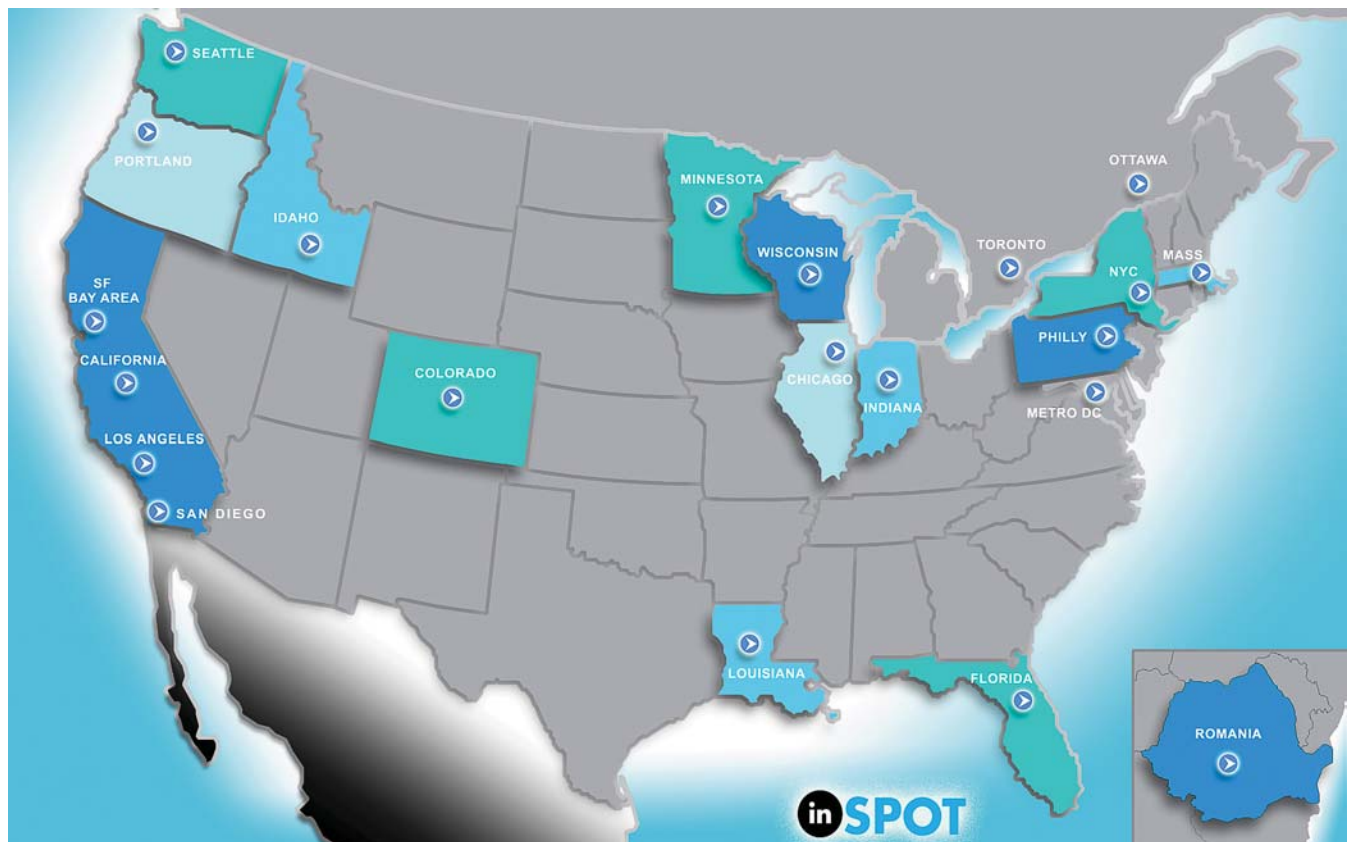 SEATTLE
PORTLAND
IDAHO
SF
BAY AREA
CALIFORNIA
LOS ANGELES
SAN DIEGO
COLORADO
MINNESOTA
WISCONSIN
CHICAGO
INDIANA
LOUISIANA
FLORIDA
OTTAWA
TORONTO
MASS
NYC
PHILLY
METRO DC
ROMANIA
in SPOT